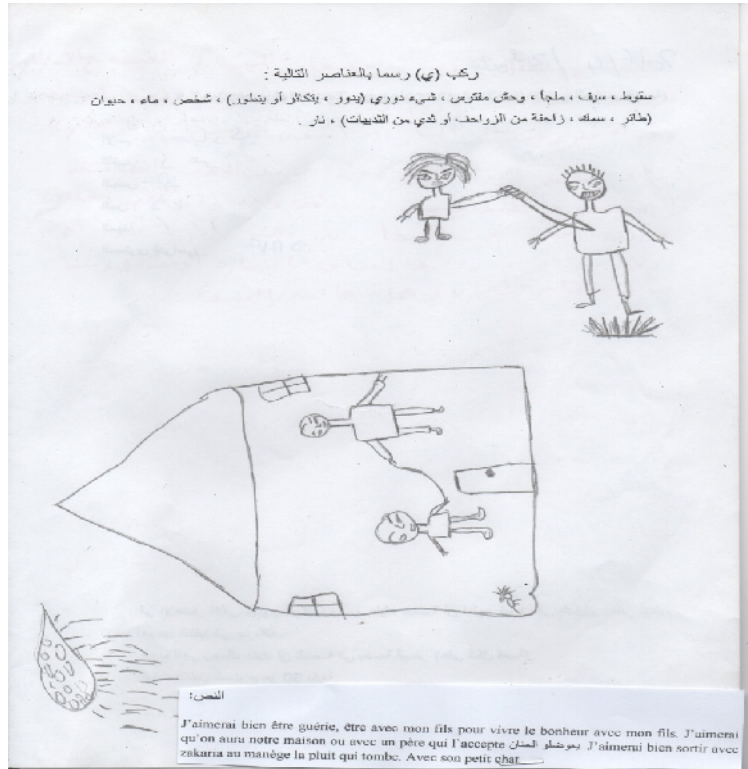 ركب (ي) رسما بالعناصر التالية :
سقوط ، سيف ، ملجأ ، وحش مفترس ، شيء دوري (يدور ، يتكاثر أو يتطور) ، شخص ، ماء ، حيوان
(طائر ، سمك ، زاحفة من الزواحف أو ثدي من الثدييات) ، نار .
النص:
J'aimerai bien être guérie, être avec mon fils pour vivre le bonheur avec mon fils. J'aimerai
qu'on aura notre maison ou avec un père qui l'accepte يعوضلو الحنان. J'aimerai bien sortir avec
zakaria au manège la pluit qui tombe. Avec son petit chat